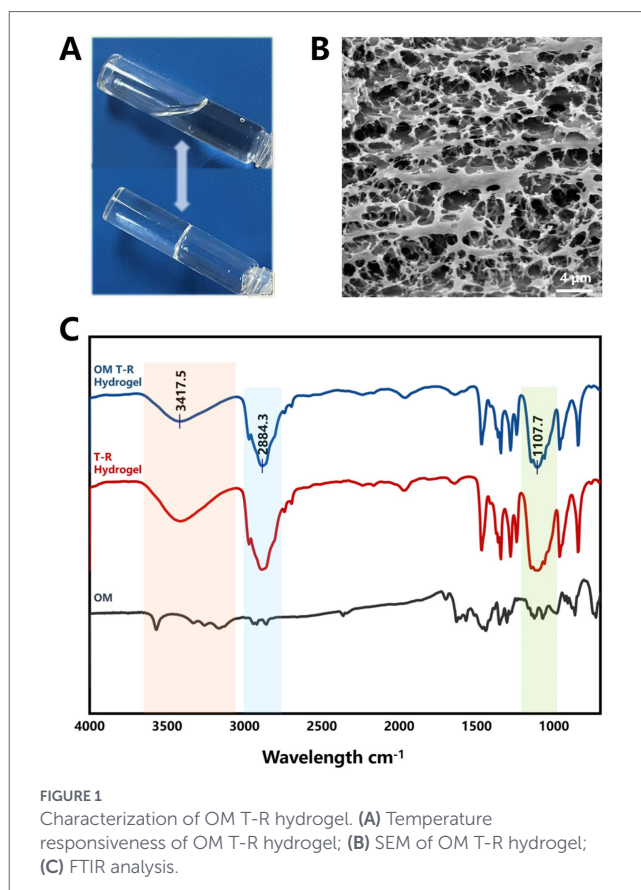 A
B
4 μm
C
OM T-R
Hydrogel
3417.5
2884.3
1107.7
T-R
Hydrogel
OM
4000 3500 3000 2500 2000 1500 1000
Wavelength cm⁻¹
FIGURE 1
Characterization of OM T-R hydrogel. (A) Temperature
responsiveness of OM T-R hydrogel; (B) SEM of OM T-R hydrogel;
(C) FTIR analysis.